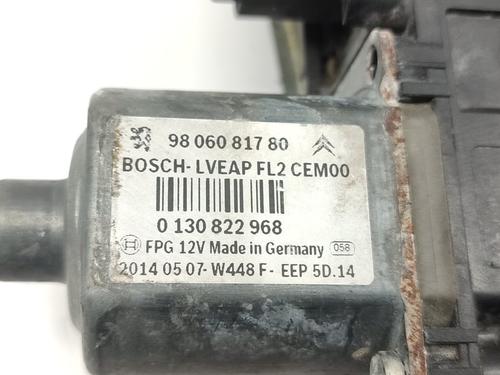 98 060 817 80
BOSCH- LVEAP FL2 CEM00
0 130 822 968
FPG 12V Made in Germany 058
2014 05 07- W448 F- EEP 5D.14